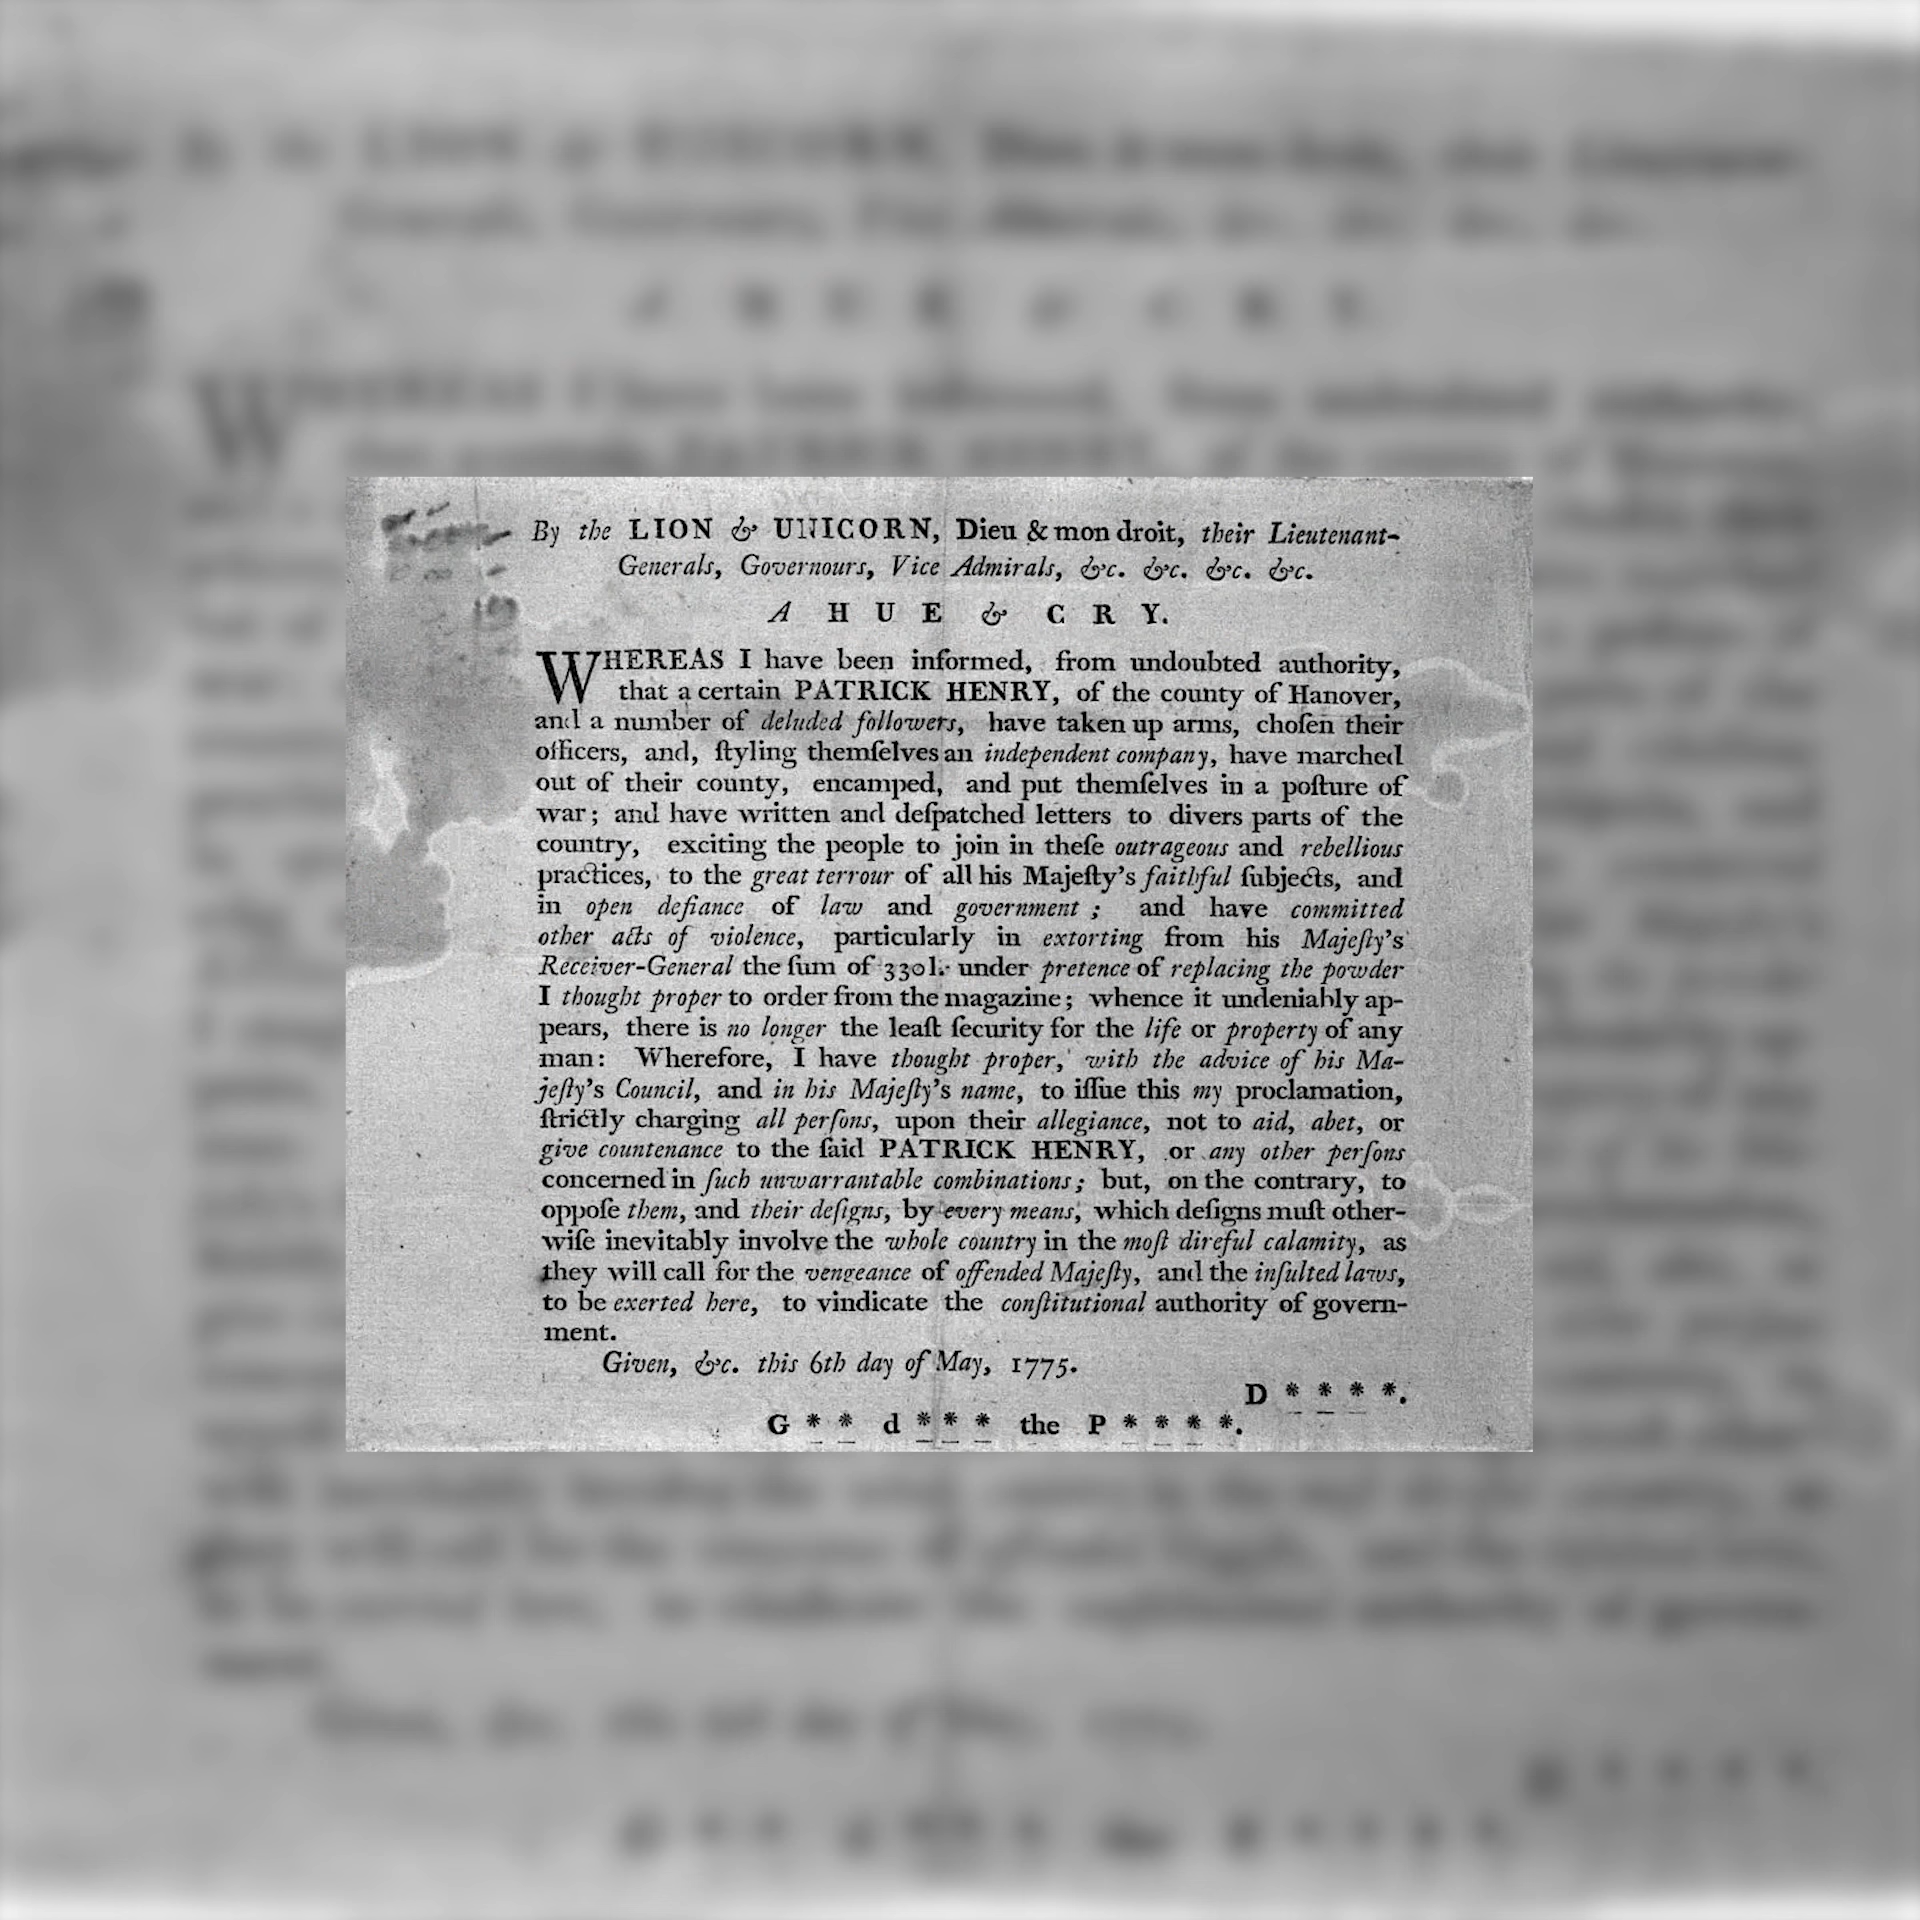 By the LION & UNICORN, Dieu & mon droit, their Lieutenant-
Generals, Governours, Vice Admirals, &c. &c. &c. &c.
A HUE & CRY.
WHEREAS I have been informed, from undoubted authority,
that a certain PATRICK HENRY, of the county of Hanover,
and a number of deluded followers, have taken up arms, choſen their
officers, and, ſtyling themſelves an independent company, have marched
out of their county, encamped, and put themſelves in a poſture of
war; and have written and deſpatched letters to divers parts of the
country, exciting the people to join in theſe outrageous and rebellious
practices, to the great terrour of all his Majeſty's faithful ſubjects, and
in open defiance of law and government; and have committed
other acts of violence, particularly in extorting from his Majeſty's
Receiver-General the ſum of 330l. under pretence of replacing the powder
I thought proper to order from the magazine; whence it undeniably ap-
pears, there is no longer the leaſt ſecurity for the life or property of any
man: Wherefore, I have thought proper, with the advice of his Ma-
jeſty's Council, and in his Majeſty's name, to iſſue this my proclamation,
ſtrictly charging all perſons, upon their allegiance, not to aid, abet, or
give countenance to the ſaid PATRICK HENRY, or any other perſons
concerned in ſuch unwarrantable combinations; but, on the contrary, to
oppoſe them, and their deſigns, by every means, which deſigns muſt other-
wiſe inevitably involve the whole country in the moſt direful calamity, as
they will call for the vengeance of offended Majeſty, and the inſulted laws,
to be exerted here, to vindicate the conſtitutional authority of govern-
ment.
Given, &c. this 6th day of May, 1775.
D * * * *.
G * * d * * * the P * * * *.